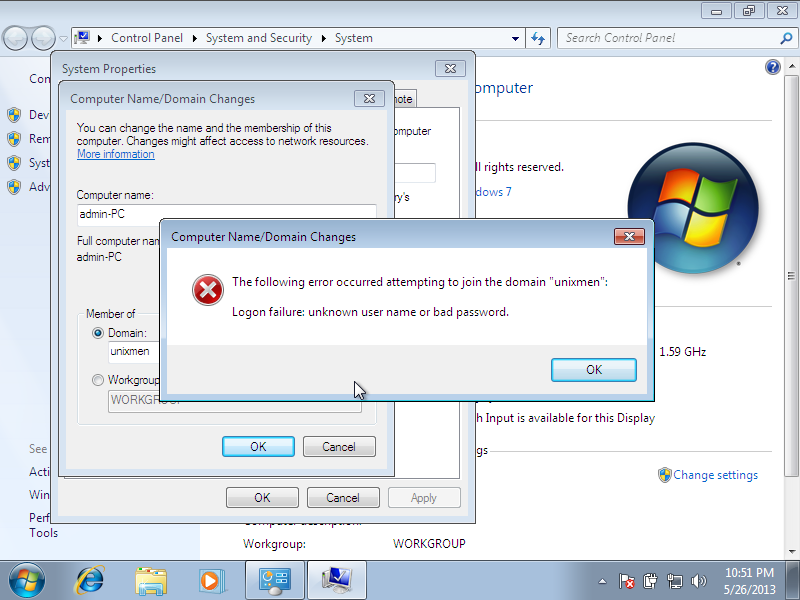 Control Panel
System and Security
System
Search Control Panel
System Properties
Computer Name/Domain Changes
You can change the name and the membership of this
computer. Changes might affect access to network resources.
More information
Computer name:
admin-PC
Full computer nam
admin-PC
Member of
Domain:
unixmen
Workgroup
WORKGROUP
OK
Cancel
OK
Cancel
Apply
Computer Name/Domain Changes
The following error occurred attempting to join the domain "unixmen":
Logon failure: unknown user name or bad password.
OK
Con
Dev
Rem
Syst
Adv
See
Acti
Win
Perf
Tools
note
omputer
ry's
omputer
ll rights reserved.
dows 7
1.59 GHz
h Input is available for this Display
gs
Change settings
Computer description:
Workgroup:
WORKGROUP
10:51 PM
5/26/2013